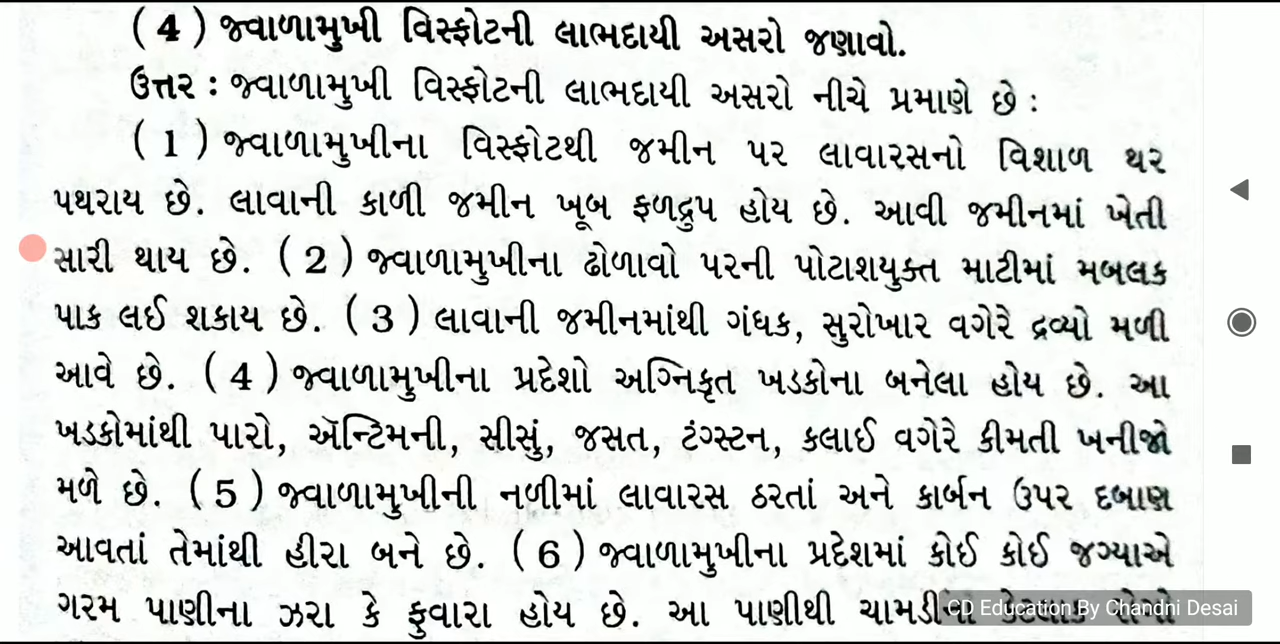 ( 4 ) જ્વાળામુખી વિસ્ફોટની લાભદાયી અસરો જણાવો.
ઉત્તર : જ્વાળામુખી વિસ્ફોટની લાભદાયી અસરો નીચે પ્રમાણે છે :
( 1 ) જ્વાળામુખીના વિસ્ફોટથી જમીન પર લાવારસનો વિશાળ થર
પથરાય છે. લાવાની કાળી જમીન ખૂબ ફળદ્રુપ હોય છે. આવી જમીનમાં ખેતી
સારી થાય છે. ( 2 ) જ્વાળામુખીના ઢોળાવો પરની પોટાશયુક્ત માટીમાં મબલક
પાક લઈ શકાય છે. ( 3 ) લાવાની જમીનમાંથી ગંધક, સુરોખાર વગેરે દ્રવ્યો મળી
આવે છે. ( 4 ) જ્વાળામુખીના પ્રદેશો અગ્નિકૃત ખડકોના બનેલા હોય છે. આ
ખડકોમાંથી પારો, ઍન્ટિમની, સીસું, જસત, ટંગ્સ્ટન, કલાઈ વગેરે કીમતી ખનીજો
મળે છે. ( 5 ) જ્વાળામુખીની નળીમાં લાવારસ ઠરતાં અને કાર્બન ઉપર દબાણ
આવતાં તેમાંથી હીરા બને છે. ( 6 ) જ્વાળામુખીના પ્રદેશમાં કોઈ કોઈ જગ્યાએ
ગરમ પાણીના ઝરા કે ફુવારા હોય છે. આ પાણીથી
CD Education By Chandni Desai